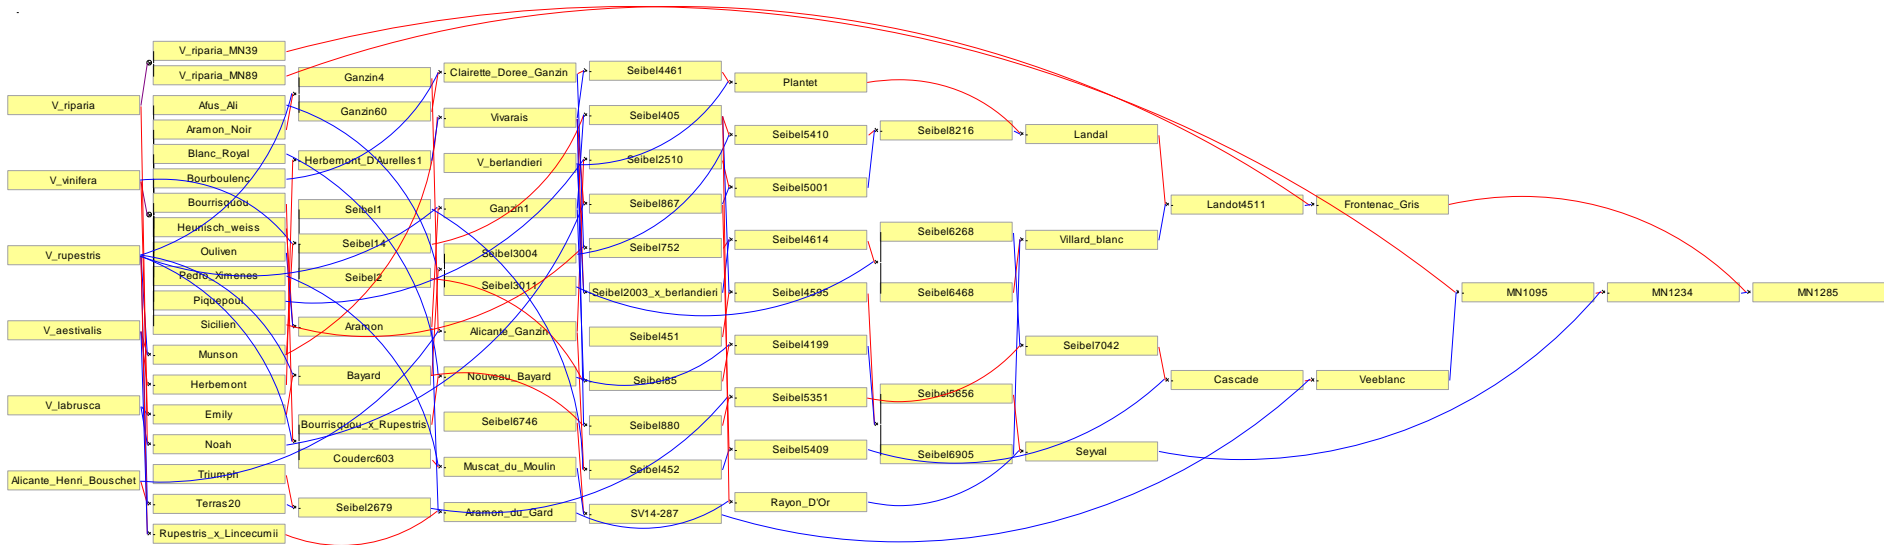 V_riparia
V_vinifera
V_rupestris
V_aestivalis
V_labrusca
Alicante_Henri_Bouschet
V_riparia_MN39
V_riparia_MN89
Afus_Ali
Aramon_Noir
Blanc_Royal
Bourboulenc
Bourrisquou
Heunisch_weiss
Ouliven
Pedro_Ximenes
Piquepoul
Sicilien
Munson
Herbemont
Emily
Noah
Triumph
Terras20
Rupestris_x_Lincecumii
Ganzin4
Ganzin60
Herbemont_D'Aurelles1
Seibel1
Seibel14
Seibel2
Aramon
Bayard
Bourrisquou_x_Rupestris
Couderc603
Seibel2679
Clairette_Doree_Ganzin
Vivarais
V_berlandieri
Ganzin1
Seibel3004
Seibel3011
Alicante_Ganzin
Nouveau_Bayard
Seibel6746
Muscat_du_Moulin
Aramon_du_Gard
Seibel4461
Seibel405
Seibel2510
Seibel867
Seibel752
Seibel2003_x_berlandieri
Seibel451
Seibel85
Seibel880
Seibel452
SV14-287
Plantet
Seibel5410
Seibel5001
Seibel4614
Seibel4595
Seibel4199
Seibel5351
Seibel5409
Rayon_D'Or
Seibel8216
Seibel6268
Seibel6468
Seibel5656
Seibel6905
Landal
Villard_blanc
Seibel7042
Seyval
Landot4511
Cascade
Frontenac_Gris
Veeblanc
MN1095
MN1234
MN1285